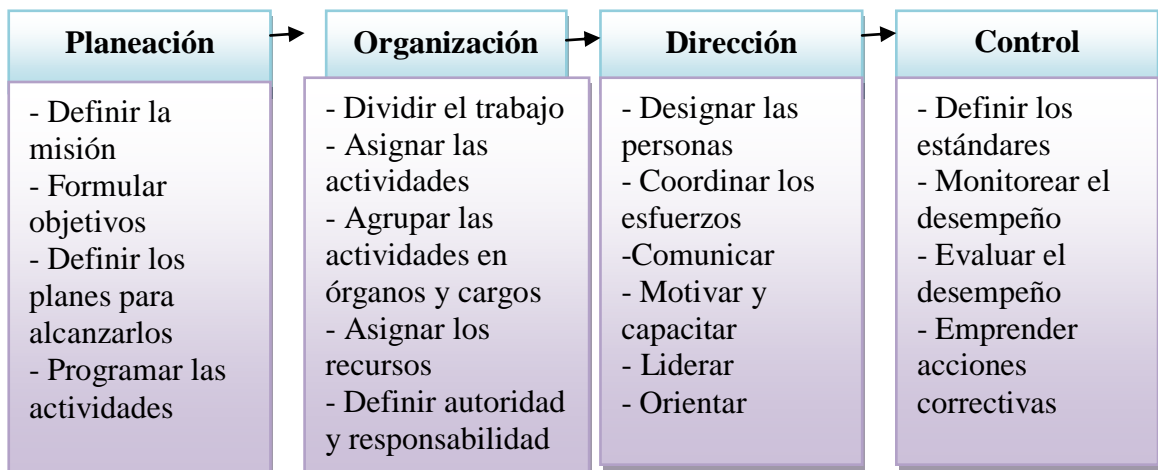 Planeación
- Definir la
misión
- Formular
objetivos
- Definir los
planes para
alcanzarlos
- Programar las
actividades
Organización
- Dividir el trabajo
- Asignar las
actividades
- Agrupar las
actividades en
órganos y cargos
- Asignar los
recursos
- Definir autoridad
y responsabilidad
Dirección
- Designar las
personas
- Coordinar los
esfuerzos
-Comunicar
- Motivar y
capacitar
- Liderar
- Orientar
Control
- Definir los
estándares
- Monitorear el
desempeño
- Evaluar el
desempeño
- Emprender
acciones
correctivas